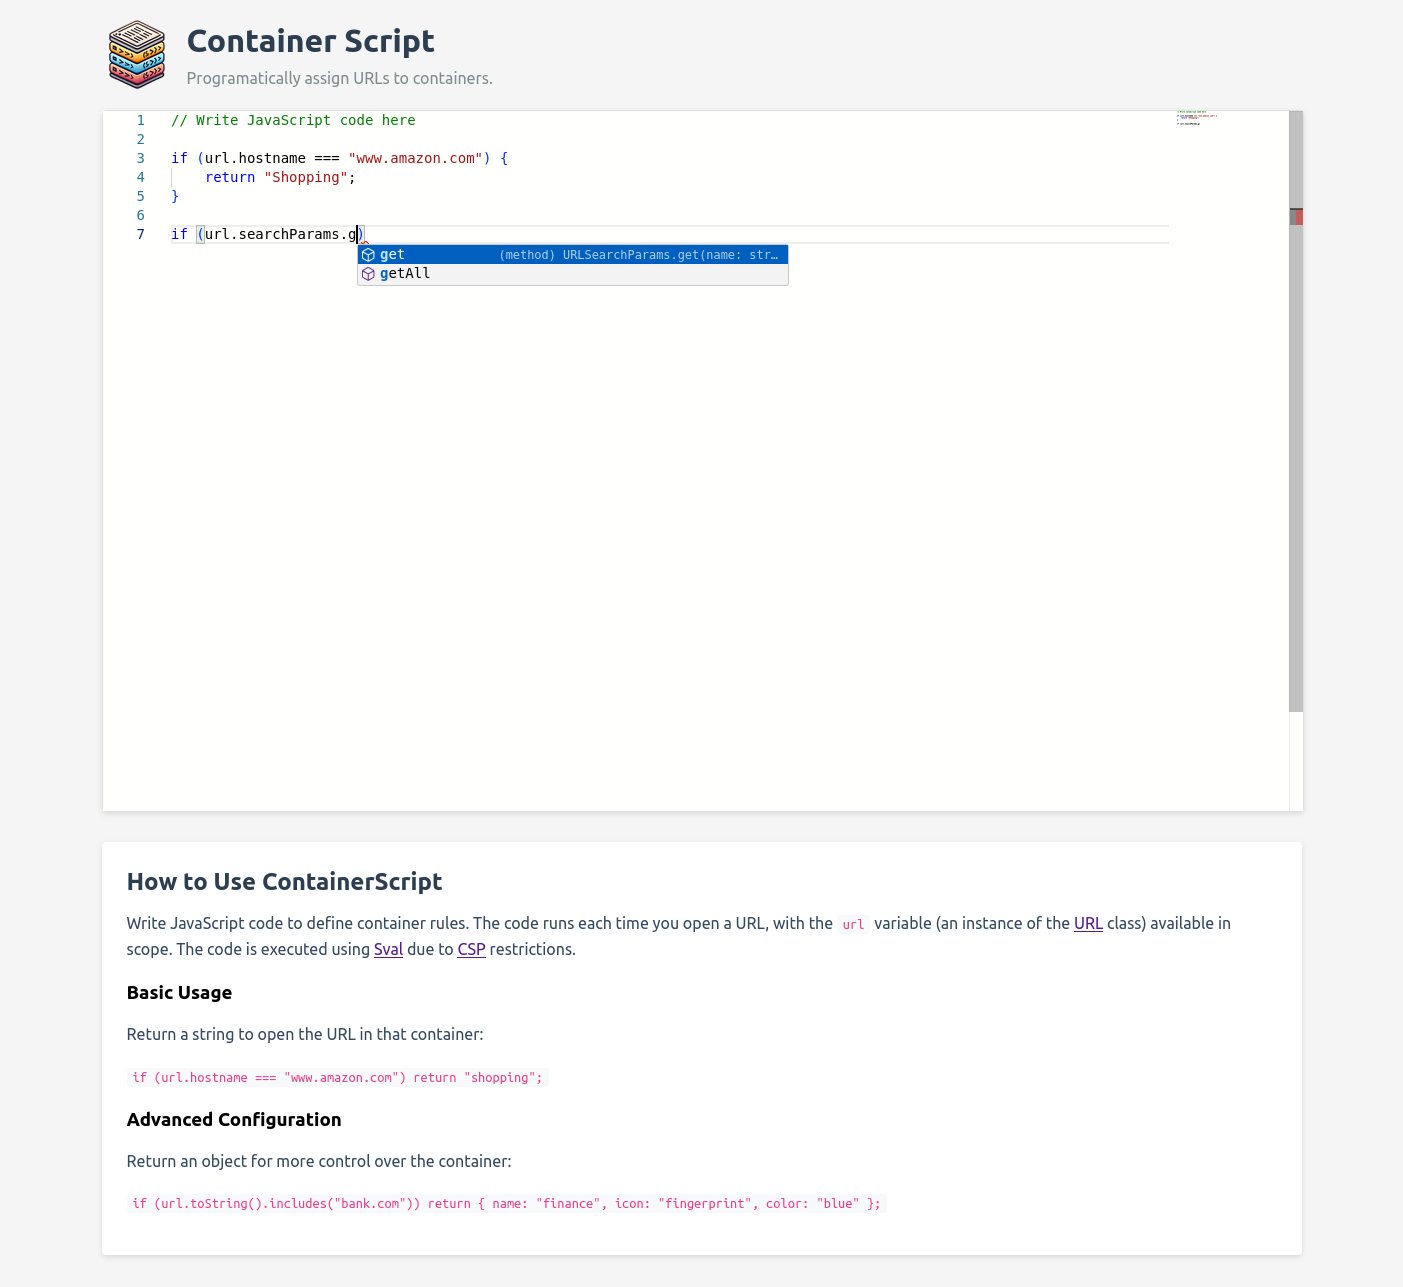 Container Script
Programatically assign URLs to containers.
1 // Write JavaScript code here
2
3 if (url.hostname === "www.amazon.com") {
4     return "Shopping";
5 }
6
7 if (url.searchParams.g)
get (method) URLSearchParams.get(name: str…
getAll
How to Use ContainerScript
Write JavaScript code to define container rules. The code runs each time you open a URL, with the url variable (an instance of the URL class) available in
scope. The code is executed using Sval due to CSP restrictions.
Basic Usage
Return a string to open the URL in that container:
if (url.hostname === "www.amazon.com") return "shopping";
Advanced Configuration
Return an object for more control over the container:
if (url.toString().includes("bank.com")) return { name: "finance", icon: "fingerprint", color: "blue" };